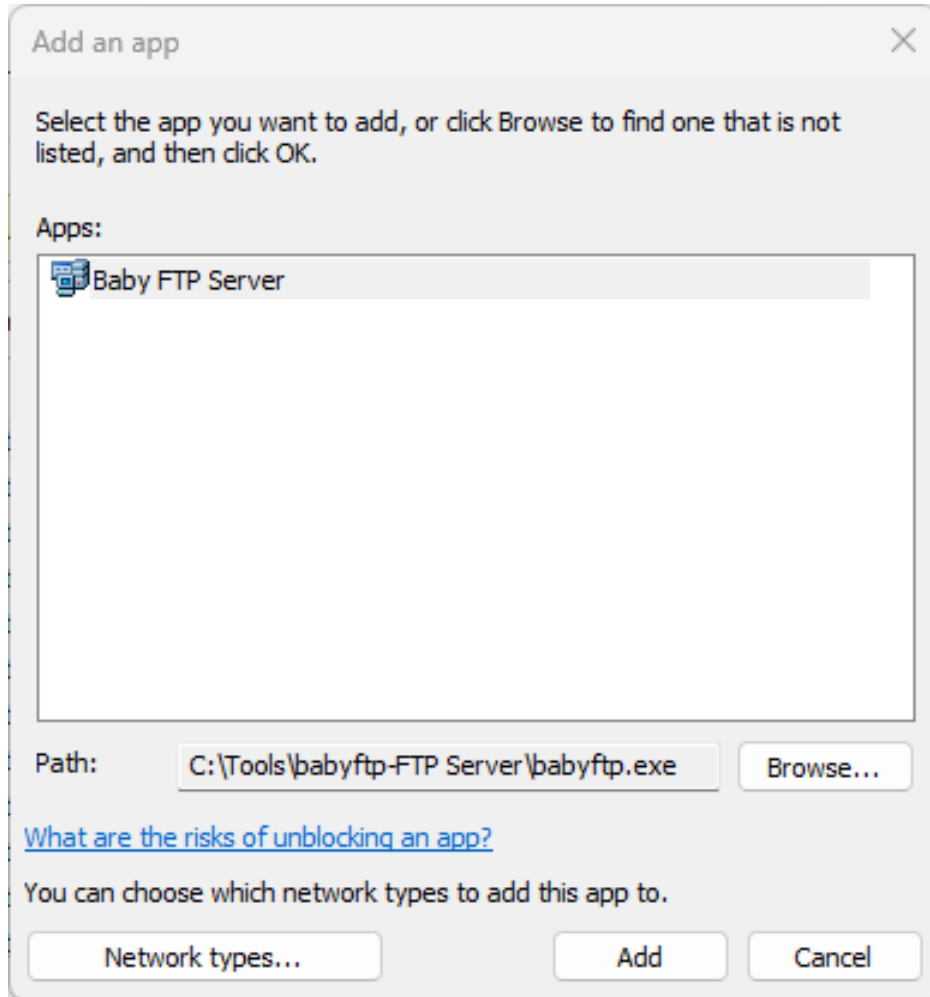 Add an app
Select the app you want to add, or click Browse to find one that is not
listed, and then click OK.
Apps:
Baby FTP Server
Path:
C:\Tools\babyftp-FTP Server\babyftp.exe
Browse...
What are the risks of unblocking an app?
You can choose which network types to add this app to.
Network types...
Add
Cancel